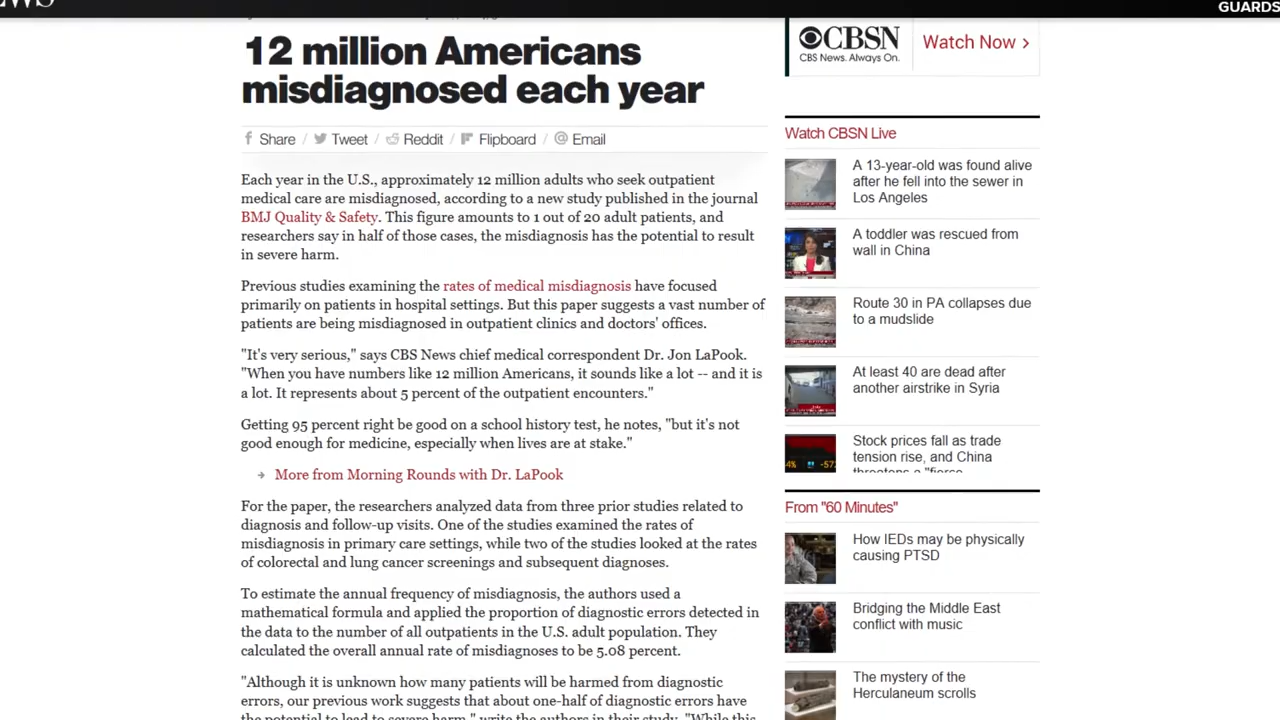 GUARDS
12 million Americans
misdiagnosed each year
Share / Tweet / Reddit / Flipboard / Email
Each year in the U.S., approximately 12 million adults who seek outpatient
medical care are misdiagnosed, according to a new study published in the journal
BMJ Quality & Safety. This figure amounts to 1 out of 20 adult patients, and
researchers say in half of those cases, the misdiagnosis has the potential to result
in severe harm.
Previous studies examining the rates of medical misdiagnosis have focused
primarily on patients in hospital settings. But this paper suggests a vast number of
patients are being misdiagnosed in outpatient clinics and doctors' offices.
"It's very serious," says CBS News chief medical correspondent Dr. Jon LaPook.
"When you have numbers like 12 million Americans, it sounds like a lot -- and it is
a lot. It represents about 5 percent of the outpatient encounters."
Getting 95 percent right be good on a school history test, he notes, "but it's not
good enough for medicine, especially when lives are at stake."
More from Morning Rounds with Dr. LaPook
For the paper, the researchers analyzed data from three prior studies related to
diagnosis and follow-up visits. One of the studies examined the rates of
misdiagnosis in primary care settings, while two of the studies looked at the rates
of colorectal and lung cancer screenings and subsequent diagnoses.
To estimate the annual frequency of misdiagnosis, the authors used a
mathematical formula and applied the proportion of diagnostic errors detected in
the data to the number of all outpatients in the U.S. adult population. They
calculated the overall annual rate of misdiagnoses to be 5.08 percent.
"Although it is unknown how many patients will be harmed from diagnostic
errors, our previous work suggests that about one-half of diagnostic errors have
the potential to lead to severe harm," write the authors in their study. "While this
CBSN
CBS News. Always On.
Watch Now >
Watch CBSN Live
A 13-year-old was found alive
after he fell into the sewer in
Los Angeles
A toddler was rescued from
wall in China
Route 30 in PA collapses due
to a mudslide
At least 40 are dead after
another airstrike in Syria
Stock prices fall as trade
tension rise, and China
threatens a "fierce
From "60 Minutes"
How IEDs may be physically
causing PTSD
Bridging the Middle East
conflict with music
The mystery of the
Herculaneum scrolls